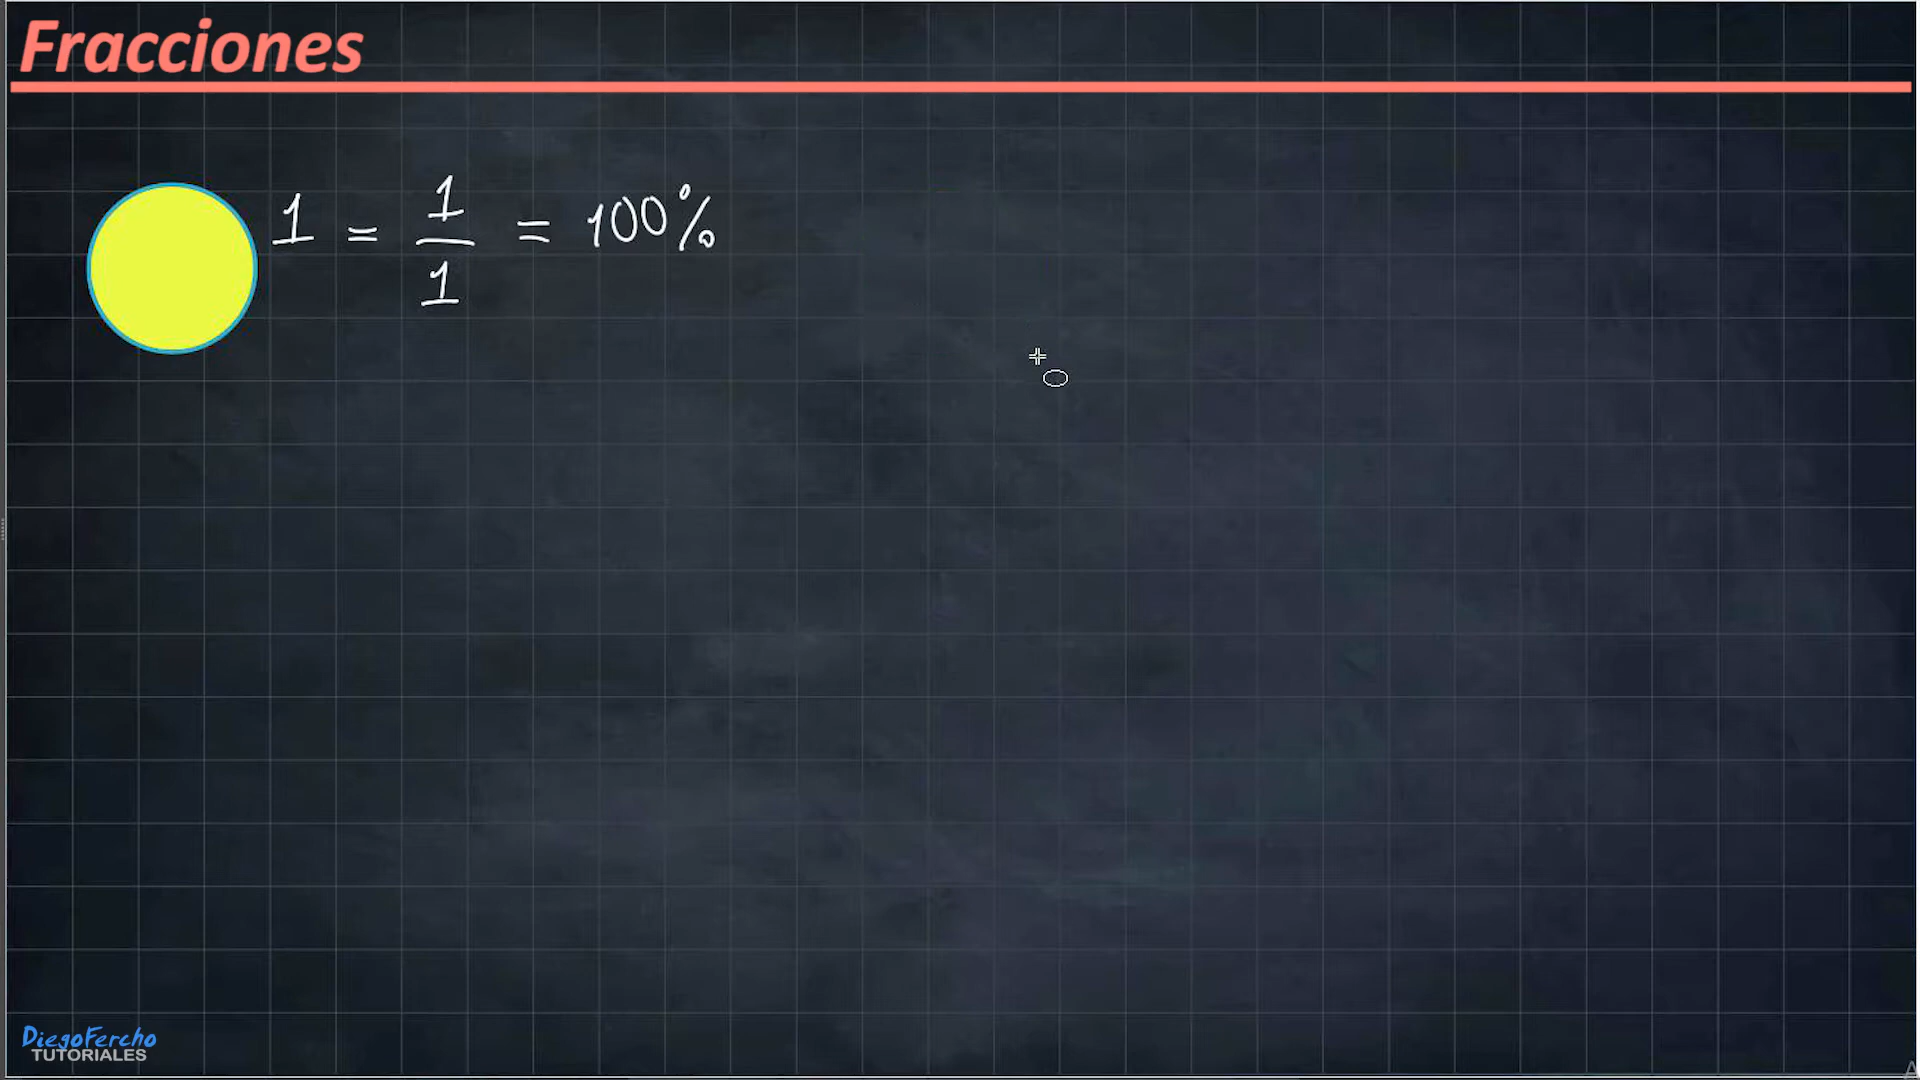 Fracciones
1 = 1/1 = 100%
DiegoFercho
TUTORIALES